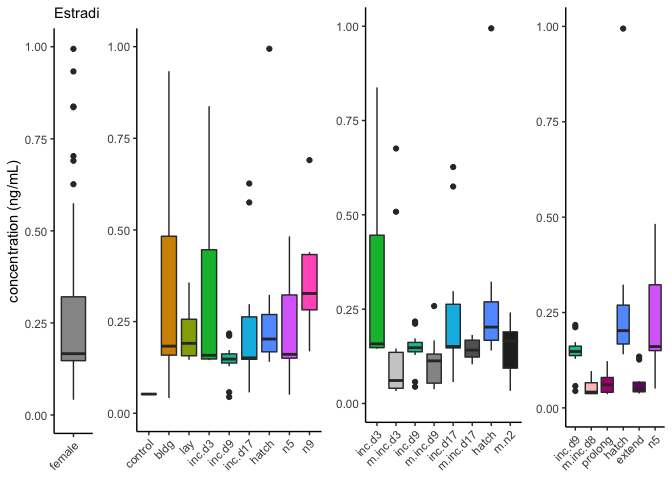 Estradi
concentration (ng/mL)
1.00
0.75
0.50
0.25
0.00
female
1.00
0.75
0.50
0.25
0.00
control
bldg
lay
inc.d3
inc.d9
inc.d17
hatch
n5
n9
1.00
0.75
0.50
0.25
0.00
inc.d3
m.inc.d3
inc.d9
m.inc.d9
inc.d17
m.inc.d17
hatch
m.n2
1.00
0.75
0.50
0.25
0.00
inc.d9
m.inc.d8
prolong
hatch
extend
n5